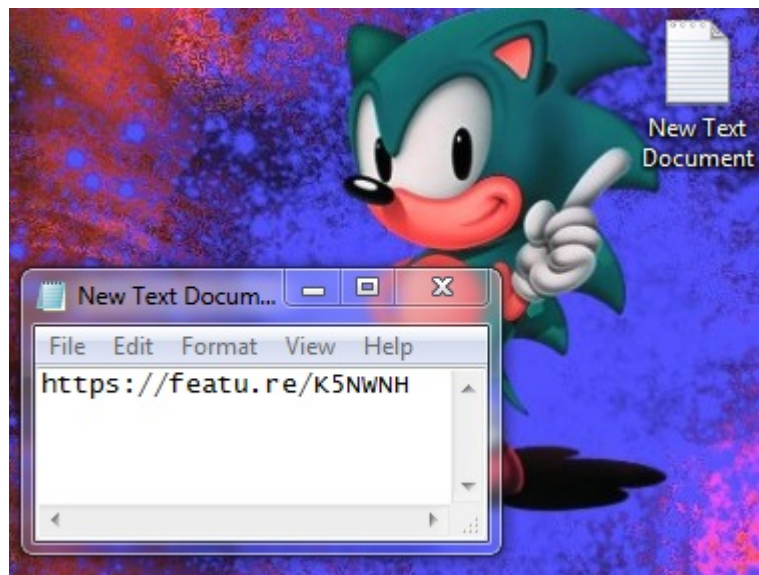 New Text
Document
New Text Docum...
File Edit Format View Help
https://featu.re/K5NWNH